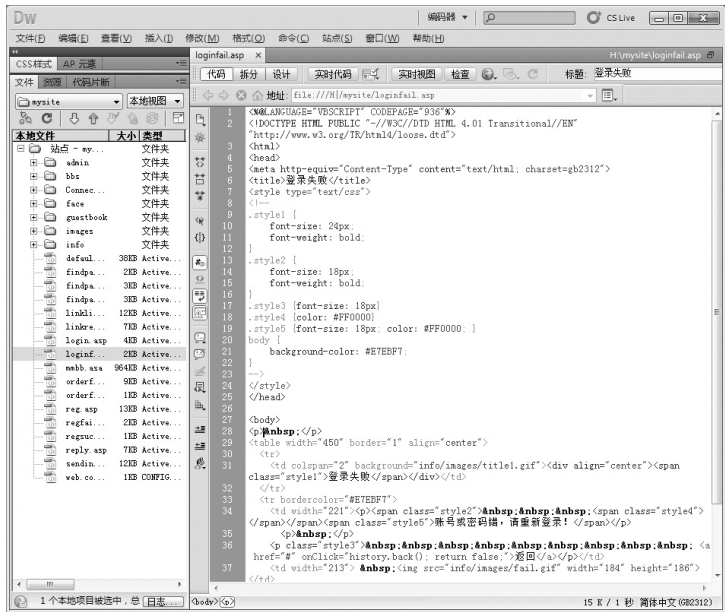 Dw
编码器
CS Live
文件(F) 编辑(E) 查看(V) 插入(I) 修改(M) 格式(O) 命令(C) 站点(S) 窗口(W) 帮助(H)
CSS样式 AP 元素
loginfail.asp ×
H:\mysite\loginfail.asp
文件 资源 代码片断
代码 拆分 设计 实时代码 实时视图 检查 标题: 登录失败
mysite 本地视图
地址: file:///H|/mysite/loginfail.asp
本地文件 大小 类型
站点 - my... 文件夹
admin 文件夹
bbs 文件夹
Connec... 文件夹
face 文件夹
guestbook 文件夹
images 文件夹
info 文件夹
defaul... 38KB Active...
findpa... 2KB Active...
findpa... 3KB Active...
findpa... 3KB Active...
linkli... 12KB Active...
linkre... 7KB Active...
login.asp 4KB Active...
loginf... 2KB Active...
mmbb.asa 964KB Active...
orderf... 9KB Active...
orderf... 1KB Active...
reg.asp 13KB Active...
regfai... 2KB Active...
regsuc... 1KB Active...
reply.asp 7KB Active...
sendin... 12KB Active...
web.co... 1KB CONFIG...
1 <%@LANGUAGE="VBSCRIPT" CODEPAGE="936"%>
2 <!DOCTYPE HTML PUBLIC "-//W3C//DTD HTML 4.01 Transitional//EN"
"http://www.w3.org/TR/html4/loose.dtd">
3 <html>
4 <head>
5 <meta http-equiv="Content-Type" content="text/html; charset=gb2312">
6 <title>登录失败</title>
7 <style type="text/css">
8 <!--
9 .style1 {
10 font-size: 24px;
11 font-weight: bold;
12 }
13 .style2 {
14 font-size: 18px;
15 font-weight: bold;
16 }
17 .style3 {font-size: 18px}
18 .style4 {color: #FF0000}
19 .style5 {font-size: 18px; color: #FF0000; }
20 body {
21 background-color: #E7EBF7;
22 }
23 -->
24 </style>
25 </head>
26
27 <body>
28 <p>&nbsp;</p>
29 <table width="450" border="1" align="center">
30 <tr>
31 <td colspan="2" background="info/images/title1.gif"><div align="center"><span
class="style1">登录失败</span></div></td>
32 </tr>
33 <tr bordercolor="#E7EBF7">
34 <td width="221"><p><span class="style2">&nbsp;&nbsp;&nbsp;<span class="style4">
</span></span><span class="style5">账号或密码错，请重新登录！</span></p>
35 <p>&nbsp;</p>
36 <p class="style3">&nbsp;&nbsp;&nbsp;&nbsp;&nbsp;&nbsp;&nbsp;&nbsp; <a
href="#" onClick="history.back(); return false;">返回</a></p></td>
37 <td width="213"> &nbsp;<img src="info/images/fail.gif" width="184" height="186">
</td>
1 个本地项目被选中，总 日志...
<body> <p>
15 K / 1 秒 简体中文(GB2312)